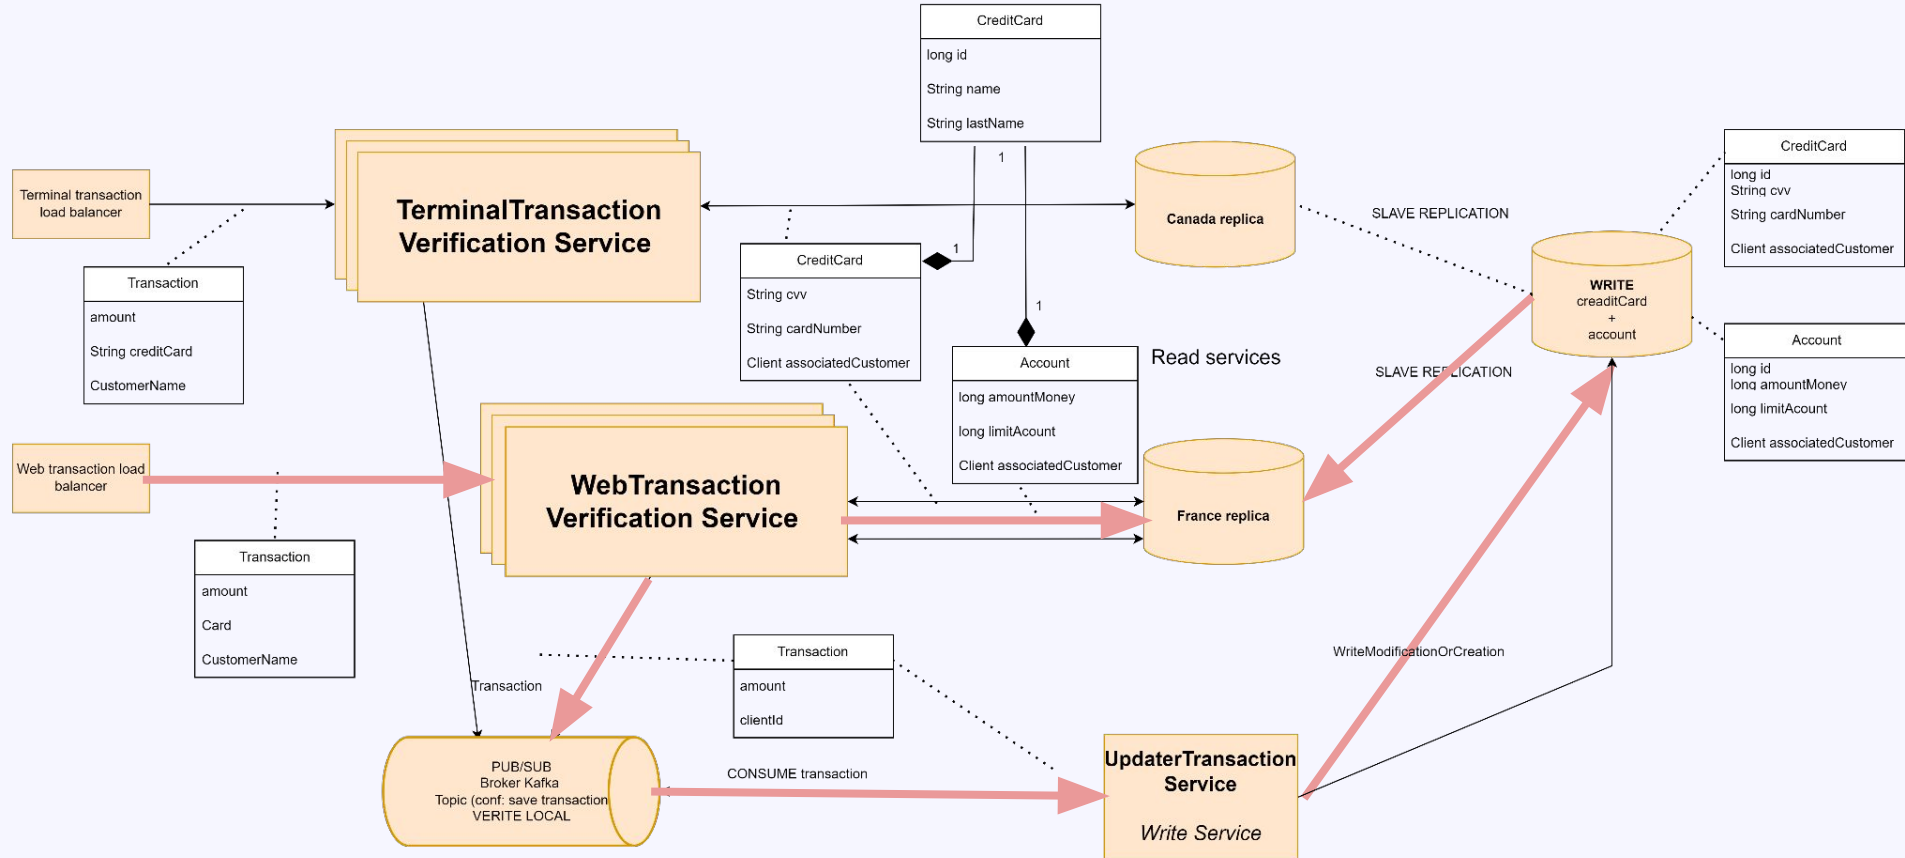 CreditCard
long id
String name
String lastName
1
Terminal transaction
load balancer
TerminalTransaction
Verification Service
Canada replica
SLAVE REPLICATION
CreditCard
long id
String cvv
String cardNumber
Client associatedCustomer
Transaction
amount
String creditCard
CustomerName
CreditCard
String cvv
String cardNumber
Client associatedCustomer
1
1
WRITE
creaditCard
+
account
Account
long amountMoney
long limitAcount
Client associatedCustomer
Read services
SLAVE REPLICATION
Account
long id
long amountMoney
long limitAcount
Client associatedCustomer
Web transaction load
balancer
WebTransaction
Verification Service
France replica
Transaction
amount
Card
CustomerName
Transaction
Transaction
amount
clientId
WriteModificationOrCreation
PUB/SUB
Broker Kafka
Topic (conf: save transaction
VERITE LOCAL
CONSUME transaction
UpdaterTransaction
Service
Write Service